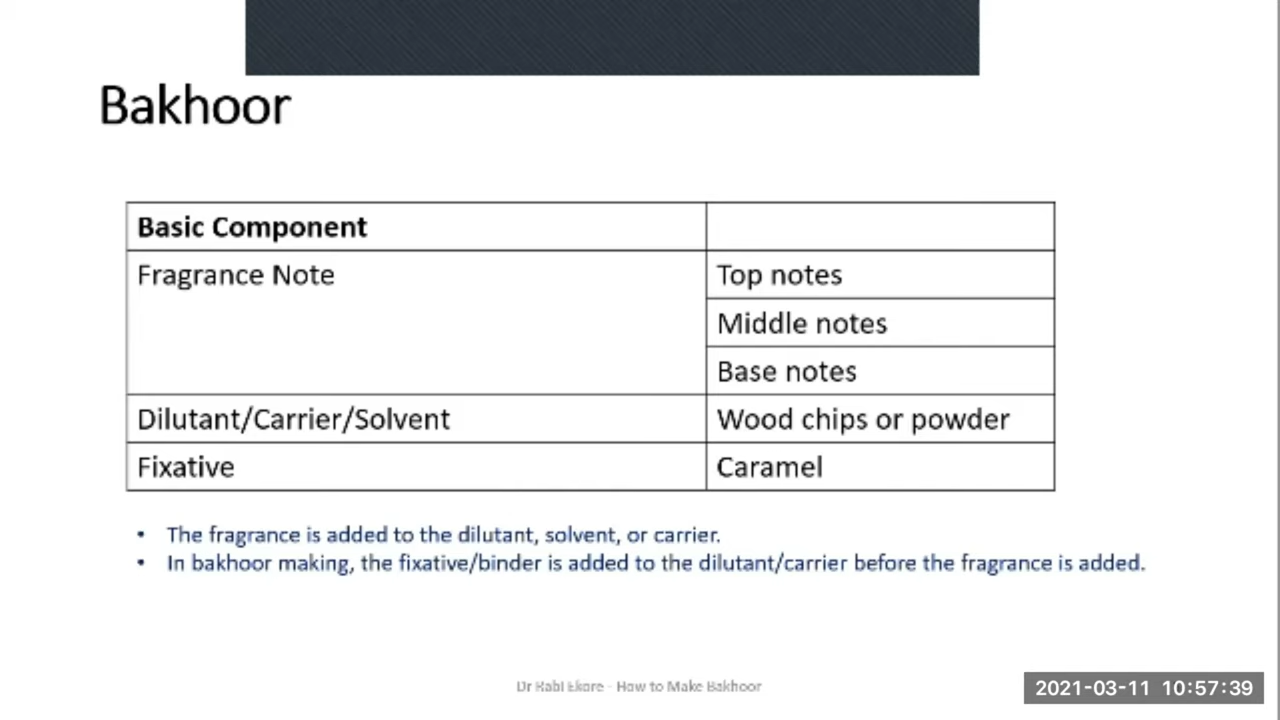 Bakhoor
Basic Component
Fragrance Note
Top notes
Middle notes
Base notes
Dilutant/Carrier/Solvent
Wood chips or powder
Fixative
Caramel
• The fragrance is added to the dilutant, solvent, or carrier.
• In bakhoor making, the fixative/binder is added to the dilutant/carrier before the fragrance is added.
Dr Rabi Ekore - How to Make Bakhoor
2021-03-11 10:57:39